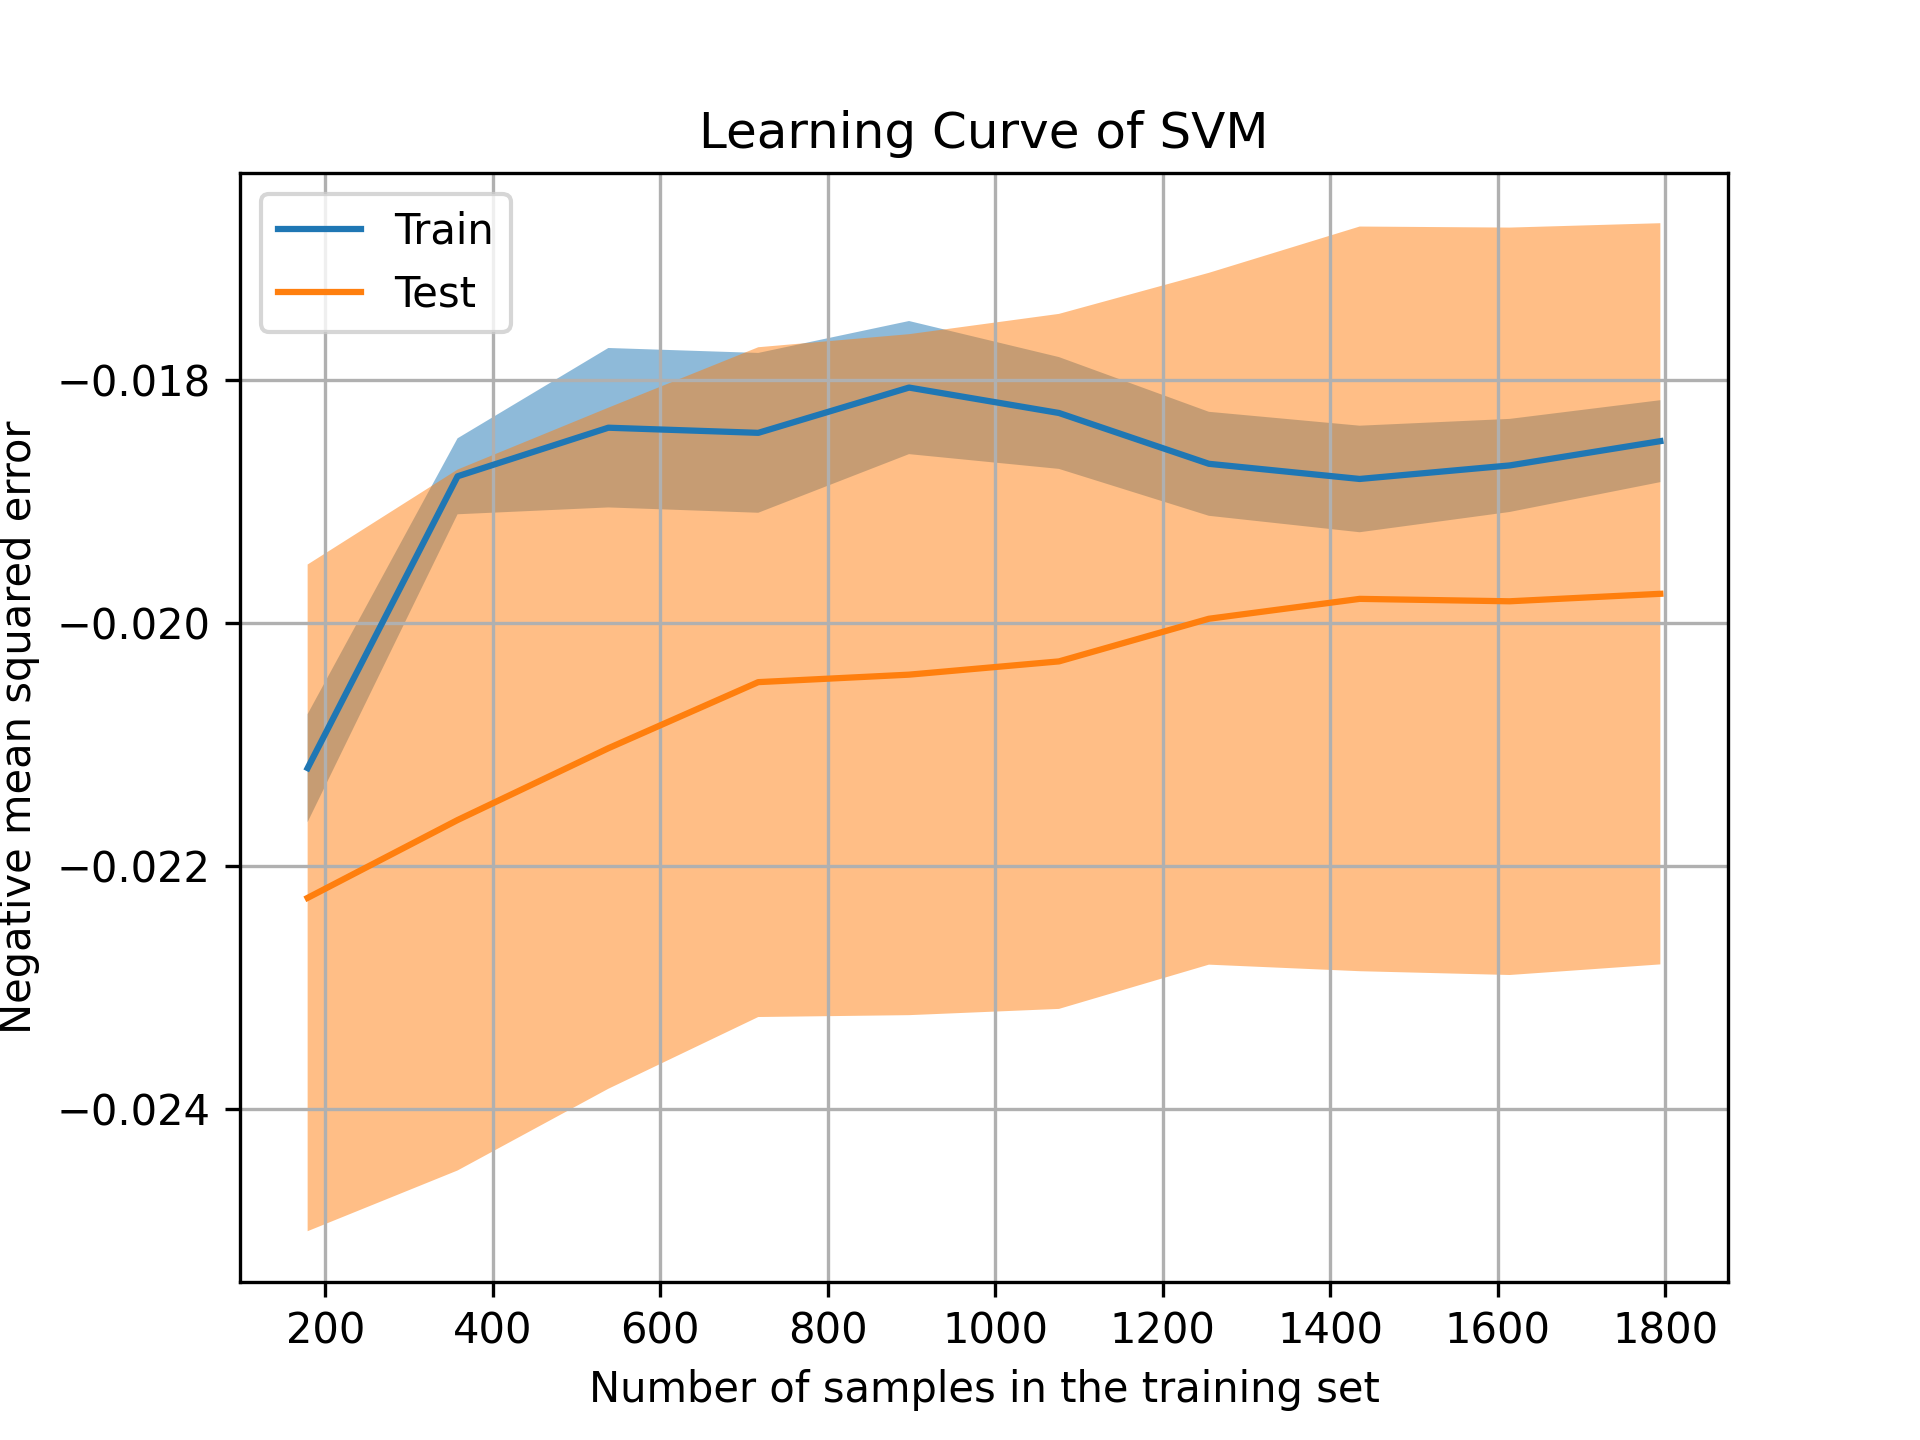 Learning Curve of SVM
Train
Test
Negative mean squared error
−0.018
−0.020
−0.022
−0.024
200 400 600 800 1000 1200 1400 1600 1800
Number of samples in the training set